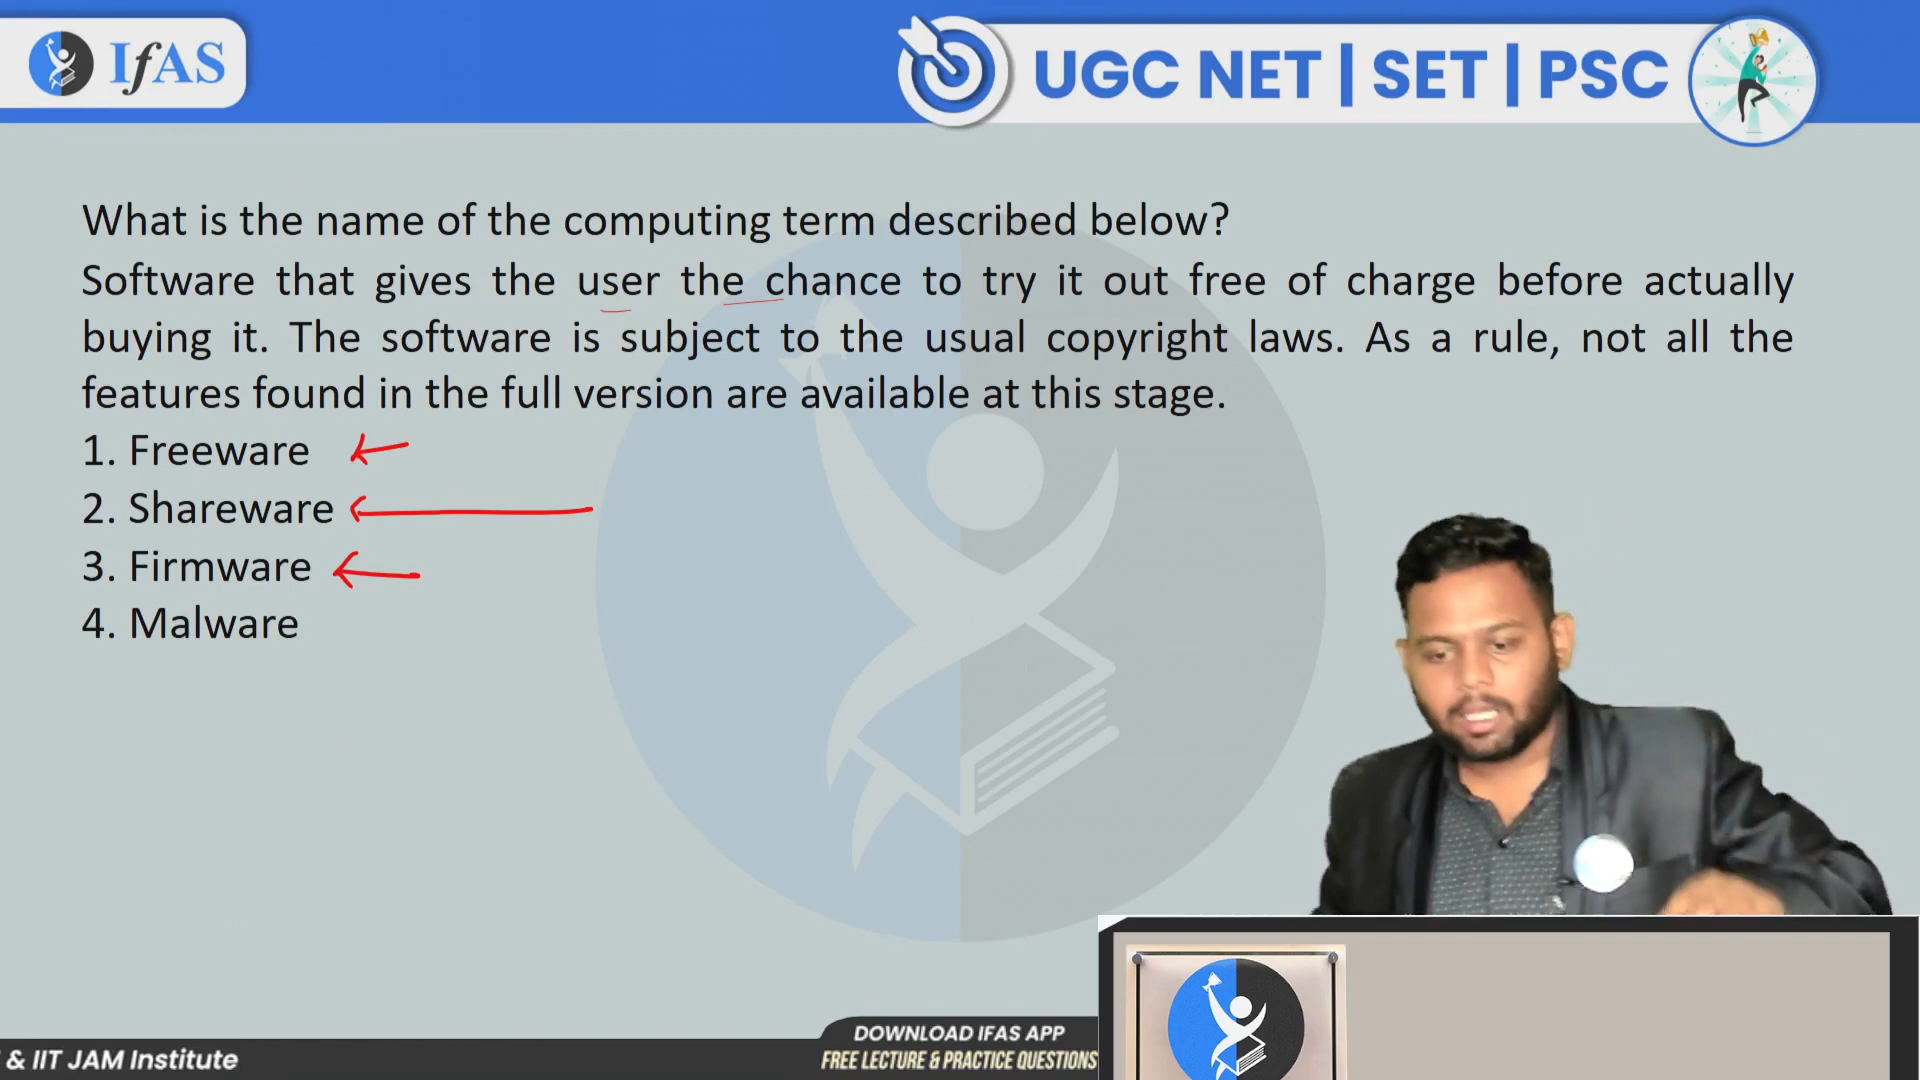 IfAS
UGC NET | SET | PSC
What is the name of the computing term described below?
Software that gives the user the chance to try it out free of charge before actually
buying it. The software is subject to the usual copyright laws. As a rule, not all the
features found in the full version are available at this stage.
1. Freeware
2. Shareware
3. Firmware
4. Malware
DOWNLOAD IFAS APP
& IIT JAM Institute
FREE LECTURE & PRACTICE QUESTIONS